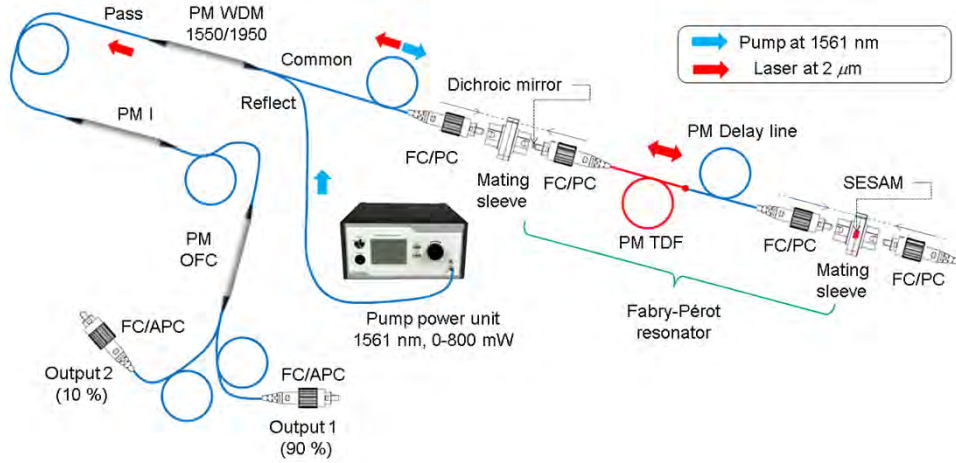 Pass
PM WDM
1550/1950
Common
Reflect
PM I
PM
OFC
FC/APC
Output 2
(10 %)
FC/APC
Output 1
(90 %)
Pump power unit
1561 nm, 0-800 mW
Dichroic mirror
FC/PC
Mating
sleeve
FC/PC
PM TDF
PM Delay line
SESAM
FC/PC
Mating
sleeve
FC/PC
Fabry-Pérot
resonator
Pump at 1561 nm
Laser at 2 μm